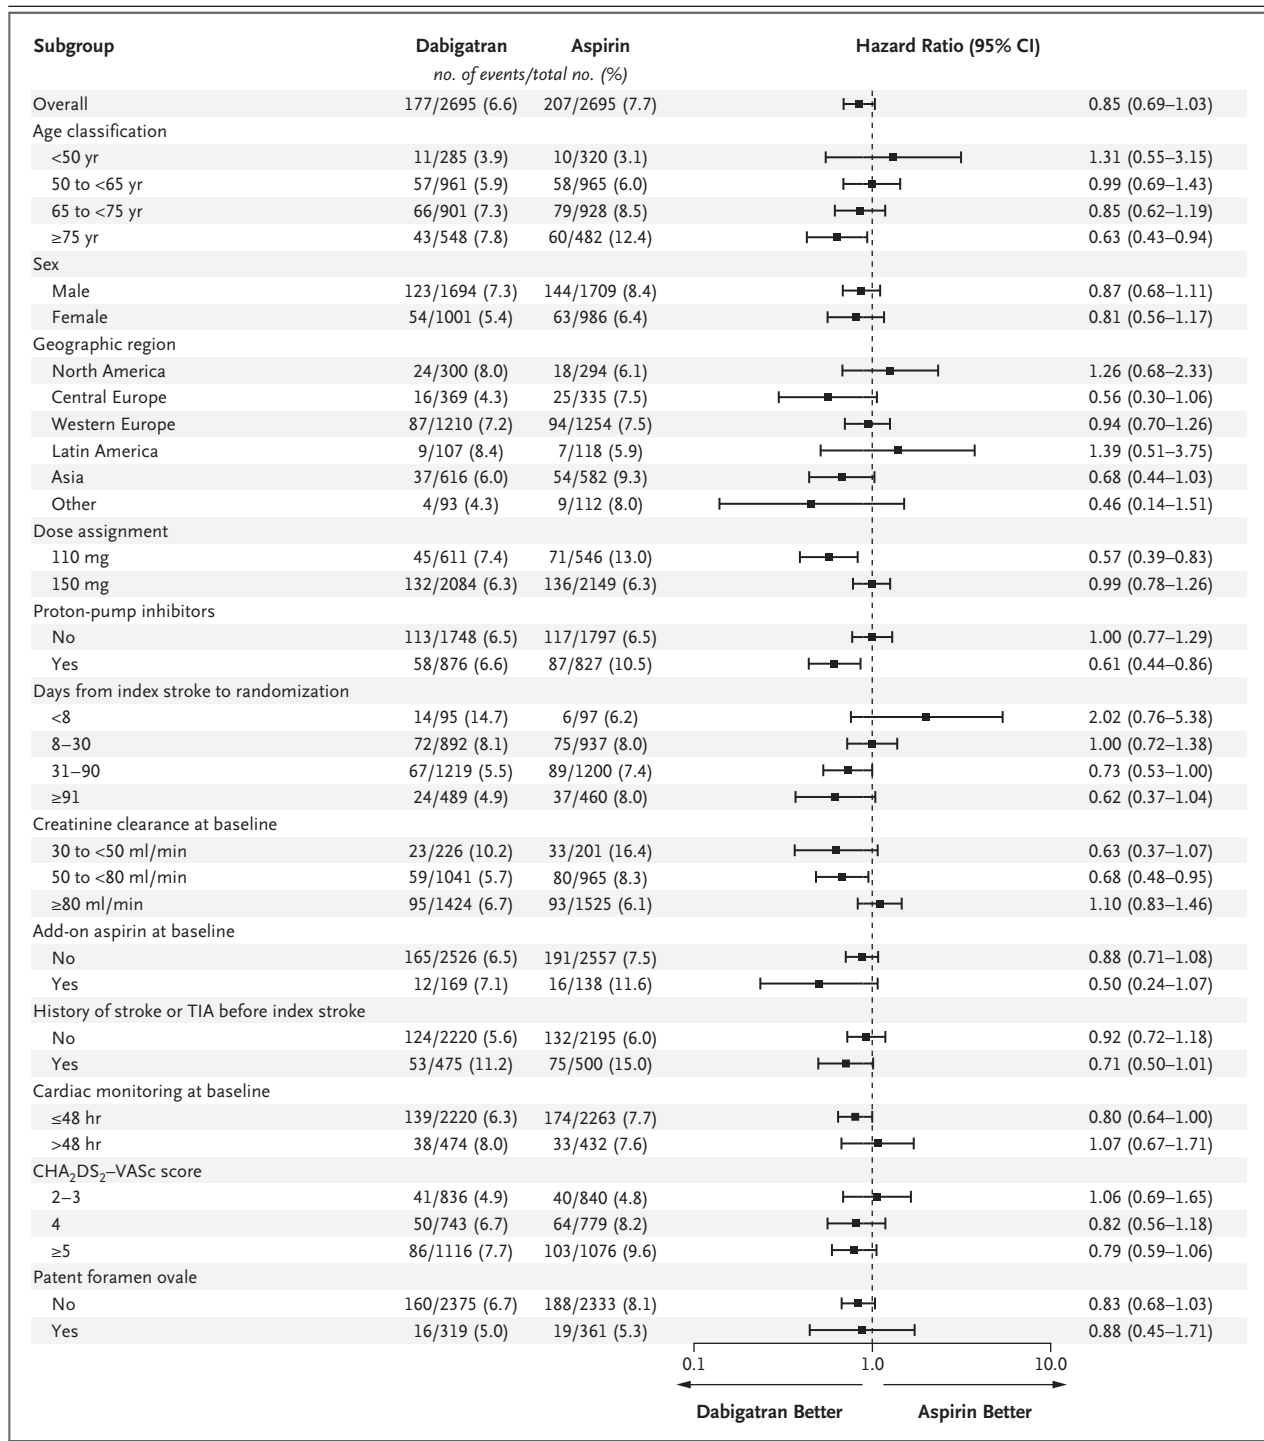 Subgroup Dabigatran Aspirin Hazard Ratio (95% CI)
no. of events/total no. (%)
Overall 177/2695 (6.6) 207/2695 (7.7) 0.85 (0.69–1.03)
Age classification
<50 yr 11/285 (3.9) 10/320 (3.1) 1.31 (0.55–3.15)
50 to <65 yr 57/961 (5.9) 58/965 (6.0) 0.99 (0.69–1.43)
65 to <75 yr 66/901 (7.3) 79/928 (8.5) 0.85 (0.62–1.19)
≥75 yr 43/548 (7.8) 60/482 (12.4) 0.63 (0.43–0.94)
Sex
Male 123/1694 (7.3) 144/1709 (8.4) 0.87 (0.68–1.11)
Female 54/1001 (5.4) 63/986 (6.4) 0.81 (0.56–1.17)
Geographic region
North America 24/300 (8.0) 18/294 (6.1) 1.26 (0.68–2.33)
Central Europe 16/369 (4.3) 25/335 (7.5) 0.56 (0.30–1.06)
Western Europe 87/1210 (7.2) 94/1254 (7.5) 0.94 (0.70–1.26)
Latin America 9/107 (8.4) 7/118 (5.9) 1.39 (0.51–3.75)
Asia 37/616 (6.0) 54/582 (9.3) 0.68 (0.44–1.03)
Other 4/93 (4.3) 9/112 (8.0) 0.46 (0.14–1.51)
Dose assignment
110 mg 45/611 (7.4) 71/546 (13.0) 0.57 (0.39–0.83)
150 mg 132/2084 (6.3) 136/2149 (6.3) 0.99 (0.78–1.26)
Proton-pump inhibitors
No 113/1748 (6.5) 117/1797 (6.5) 1.00 (0.77–1.29)
Yes 58/876 (6.6) 87/827 (10.5) 0.61 (0.44–0.86)
Days from index stroke to randomization
<8 14/95 (14.7) 6/97 (6.2) 2.02 (0.76–5.38)
8–30 72/892 (8.1) 75/937 (8.0) 1.00 (0.72–1.38)
31–90 67/1219 (5.5) 89/1200 (7.4) 0.73 (0.53–1.00)
≥91 24/489 (4.9) 37/460 (8.0) 0.62 (0.37–1.04)
Creatinine clearance at baseline
30 to <50 ml/min 23/226 (10.2) 33/201 (16.4) 0.63 (0.37–1.07)
50 to <80 ml/min 59/1041 (5.7) 80/965 (8.3) 0.68 (0.48–0.95)
≥80 ml/min 95/1424 (6.7) 93/1525 (6.1) 1.10 (0.83–1.46)
Add-on aspirin at baseline
No 165/2526 (6.5) 191/2557 (7.5) 0.88 (0.71–1.08)
Yes 12/169 (7.1) 16/138 (11.6) 0.50 (0.24–1.07)
History of stroke or TIA before index stroke
No 124/2220 (5.6) 132/2195 (6.0) 0.92 (0.72–1.18)
Yes 53/475 (11.2) 75/500 (15.0) 0.71 (0.50–1.01)
Cardiac monitoring at baseline
≤48 hr 139/2220 (6.3) 174/2263 (7.7) 0.80 (0.64–1.00)
>48 hr 38/474 (8.0) 33/432 (7.6) 1.07 (0.67–1.71)
CHA₂DS₂–VASc score
2–3 41/836 (4.9) 40/840 (4.8) 1.06 (0.69–1.65)
4 50/743 (6.7) 64/779 (8.2) 0.82 (0.56–1.18)
≥5 86/1116 (7.7) 103/1076 (9.6) 0.79 (0.59–1.06)
Patent foramen ovale
No 160/2375 (6.7) 188/2333 (8.1) 0.83 (0.68–1.03)
Yes 16/319 (5.0) 19/361 (5.3) 0.88 (0.45–1.71)
0.1 1.0 10.0
Dabigatran Better Aspirin Better